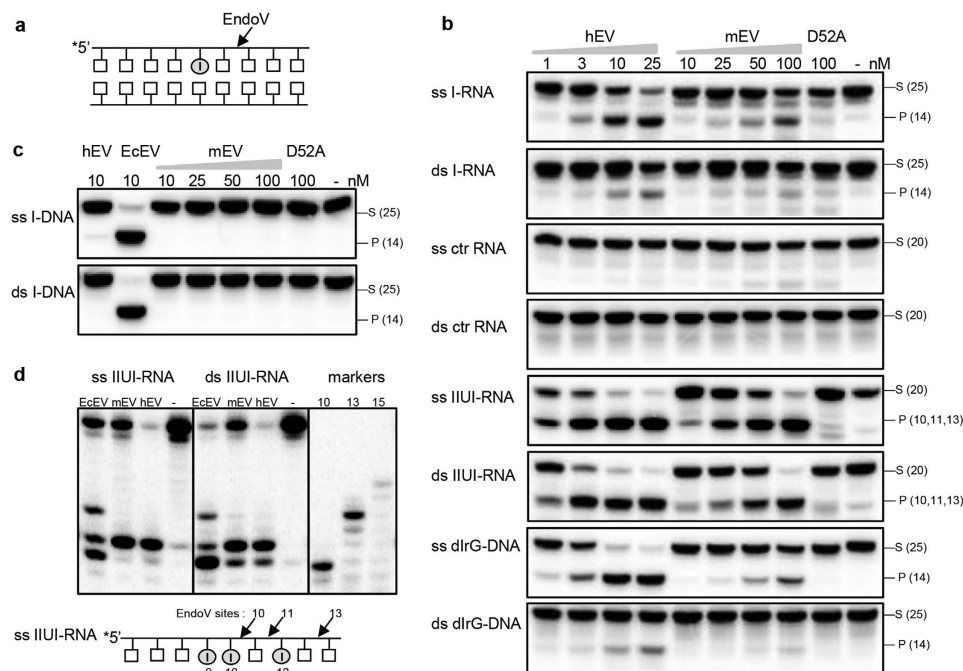 a
EndoV
*5'
I
b
hEV mEV D52A
1 3 10 25 10 25 50 100 100 - nM
ss I-RNA
S (25)
P (14)
ds I-RNA
S (25)
P (14)
ss ctr RNA
S (20)
ds ctr RNA
S (20)
ss IIUI-RNA
S (20)
P (10,11,13)
ds IIUI-RNA
S (20)
P (10,11,13)
ss dIrG-DNA
S (25)
P (14)
ds dIrG-DNA
S (25)
P (14)
c
hEV EcEV mEV D52A
10 10 10 25 50 100 100 - nM
ss I-DNA
S (25)
P (14)
ds I-DNA
S (25)
P (14)
d
ss IIUI-RNA ds IIUI-RNA markers
EcEV mEV hEV - EcEV mEV hEV - 10 13 15
EndoV sites : 10 11 13
ss IIUI-RNA *5'
I I I